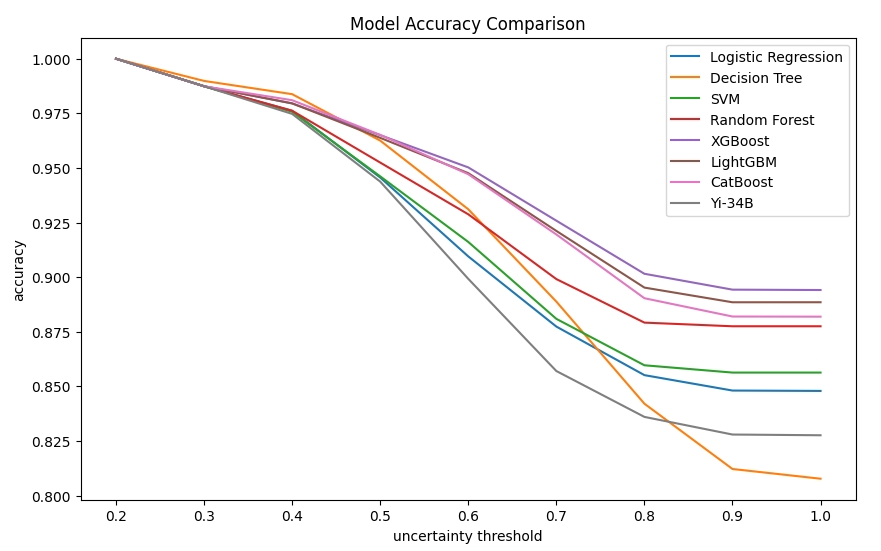 Model Accuracy Comparison
accuracy
1.000
0.975
0.950
0.925
0.900
0.875
0.850
0.825
0.800
Logistic Regression
Decision Tree
SVM
Random Forest
XGBoost
LightGBM
CatBoost
Yi-34B
0.2 0.3 0.4 0.5 0.6 0.7 0.8 0.9 1.0
uncertainty threshold